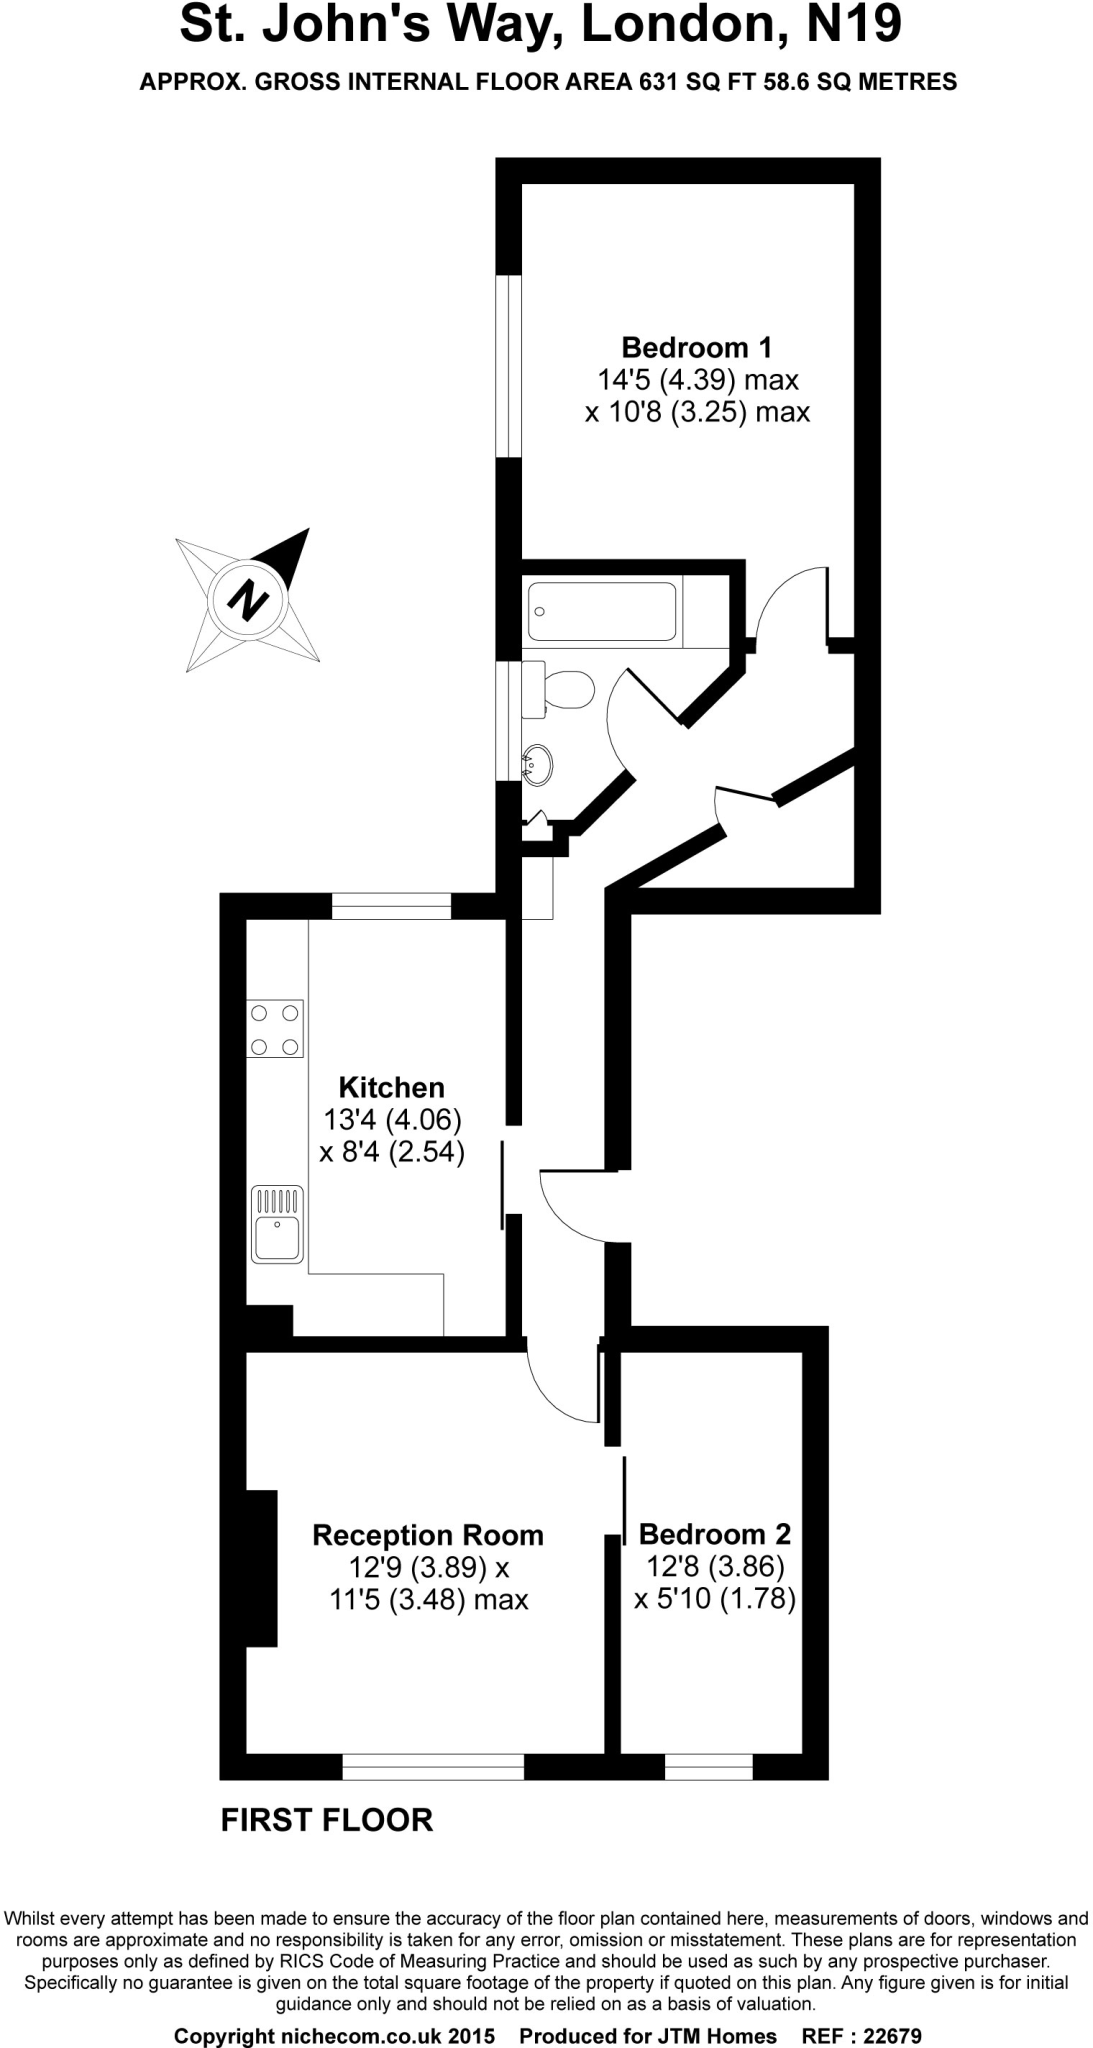 St. John's Way, London, N19
APPROX. GROSS INTERNAL FLOOR AREA 631 SQ FT 58.6 SQ METRES
Bedroom 1
14'5 (4.39) max
x 10'8 (3.25) max
N
Kitchen
13'4 (4.06)
x 8'4 (2.54)
Reception Room
12'9 (3.89) x
11'5 (3.48) max
Bedroom 2
12'8 (3.86)
x 5'10 (1.78)
FIRST FLOOR
Whilst every attempt has been made to ensure the accuracy of the floor plan contained here, measurements of doors, windows and
rooms are approximate and no responsibility is taken for any error, omission or misstatement. These plans are for representation
purposes only as defined by RICS Code of Measuring Practice and should be used as such by any prospective purchaser.
Specifically no guarantee is given on the total square footage of the property if quoted on this plan. Any figure given is for initial
guidance only and should not be relied on as a basis of valuation.
Copyright nichecom.co.uk 2015 Produced for JTM Homes REF : 22679